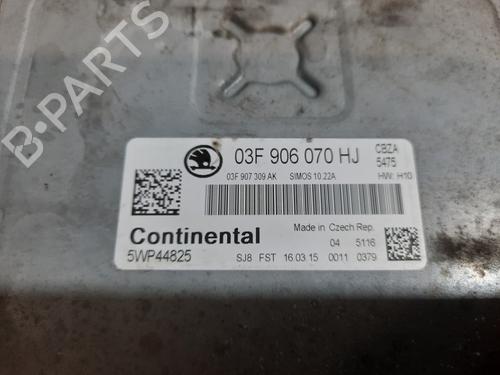 B-PARTS
03F 906 070 HJ
CBZA
5475
03F 907 309 AK SIMOS 10.22A HW: H10
Continental
Made in Czech Rep.
04 5116
5WP44825 SJ8 FST 16.03.15 0011 0379